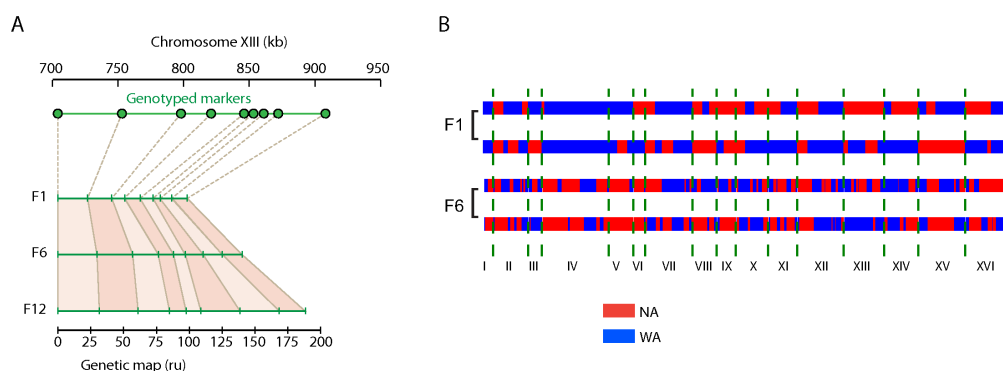 A
Chromosome XIII (kb)
700 750 800 850 900 950
Genotyped markers
F1
F6
F12
0 25 50 75 100 125 150 175 200
Genetic map (ru)
B
F1
F6
I II III IV V VI VII VIII IX X XI XII XIII XIV XV XVI
NA
WA